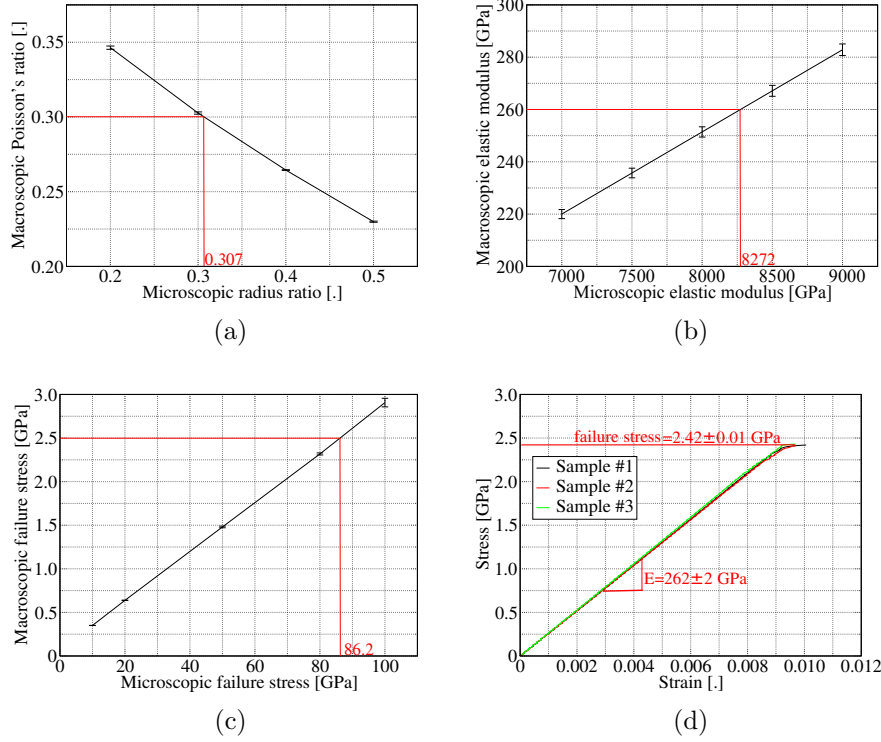 Macroscopic Poisson's ratio [.]
0.35
0.30
0.25
0.20
0.307
0.2 0.3 0.4 0.5
Microscopic radius ratio [.]
(a)
Macroscopic elastic modulus [GPa]
300
280
260
240
220
200
8272
7000 7500 8000 8500 9000
Microscopic elastic modulus [GPa]
(b)
Macroscopic failure stress [GPa]
3.0
2.5
2.0
1.5
1.0
0.5
0
86.2
0 20 40 60 80 100
Microscopic failure stress [GPa]
(c)
Stress [GPa]
3.0
2.5
2.0
1.5
1.0
0.5
0
failure stress=2.42±0.01 GPa
Sample #1
Sample #2
Sample #3
E=262±2 GPa
0 0.002 0.004 0.006 0.008 0.010 0.012
Strain [.]
(d)